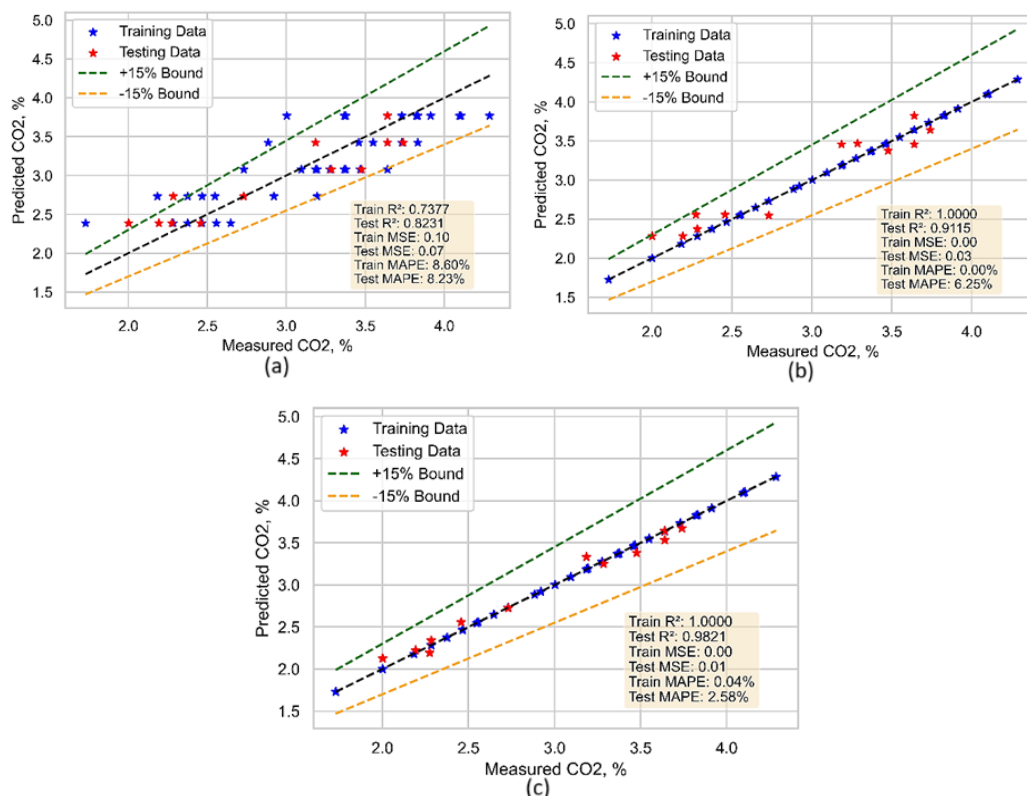 5.0
4.5
4.0
3.5
3.0
2.5
2.0
1.5
Predicted CO2, %
Training Data
Testing Data
+15% Bound
-15% Bound
Train R²: 0.7377
Test R²: 0.8231
Train MSE: 0.10
Test MSE: 0.07
Train MAPE: 8.60%
Test MAPE: 8.23%
2.0 2.5 3.0 3.5 4.0
Measured CO2, %
(a)
5.0
4.5
4.0
3.5
3.0
2.5
2.0
1.5
Predicted CO2, %
Training Data
Testing Data
+15% Bound
-15% Bound
Train R²: 1.0000
Test R²: 0.9115
Train MSE: 0.00
Test MSE: 0.03
Train MAPE: 0.00%
Test MAPE: 6.25%
2.0 2.5 3.0 3.5 4.0
Measured CO2, %
(b)
5.0
4.5
4.0
3.5
3.0
2.5
2.0
1.5
Predicted CO2, %
Training Data
Testing Data
+15% Bound
-15% Bound
Train R²: 1.0000
Test R²: 0.9821
Train MSE: 0.00
Test MSE: 0.01
Train MAPE: 0.04%
Test MAPE: 2.58%
2.0 2.5 3.0 3.5 4.0
Measured CO2, %
(c)